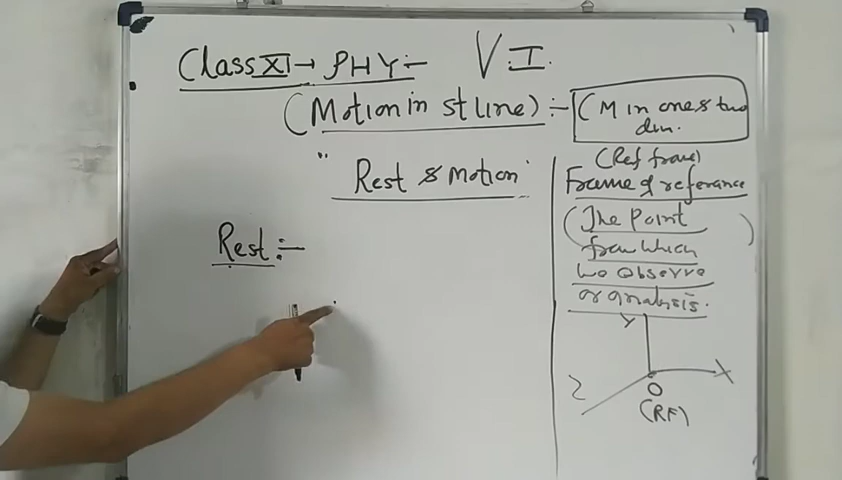 Class XI → PHY:- V.I.
(Motion in st line) :- (M in one & two
dim.
" Rest & Motion
(Ref frame)
Frame of referance
(The Point
from which
we observe
or analysis.
Rest :-
Y
X
Z
O
(RF)